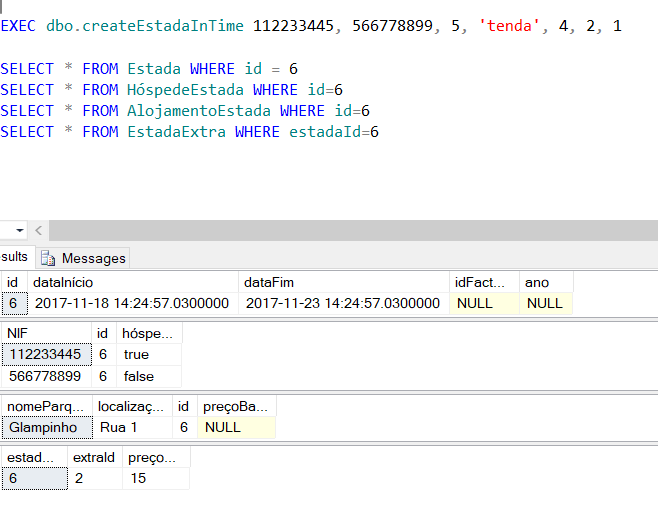 EXEC dbo.createEstadaInTime 112233445, 566778899, 5, 'tenda', 4, 2, 1
SELECT * FROM Estada WHERE id = 6
SELECT * FROM HóspedeEstada WHERE id=6
SELECT * FROM AlojamentoEstada WHERE id=6
SELECT * FROM EstadaExtra WHERE estadaId=6
sults Messages
id dataInício dataFim idFact... ano
6 2017-11-18 14:24:57.0300000 2017-11-23 14:24:57.0300000 NULL NULL
NIF id hóspe...
112233445 6 true
566778899 6 false
nomeParq... localizaç... id preçoBa...
Glampinho Rua 1 6 NULL
estad... extraId preço...
6 2 15